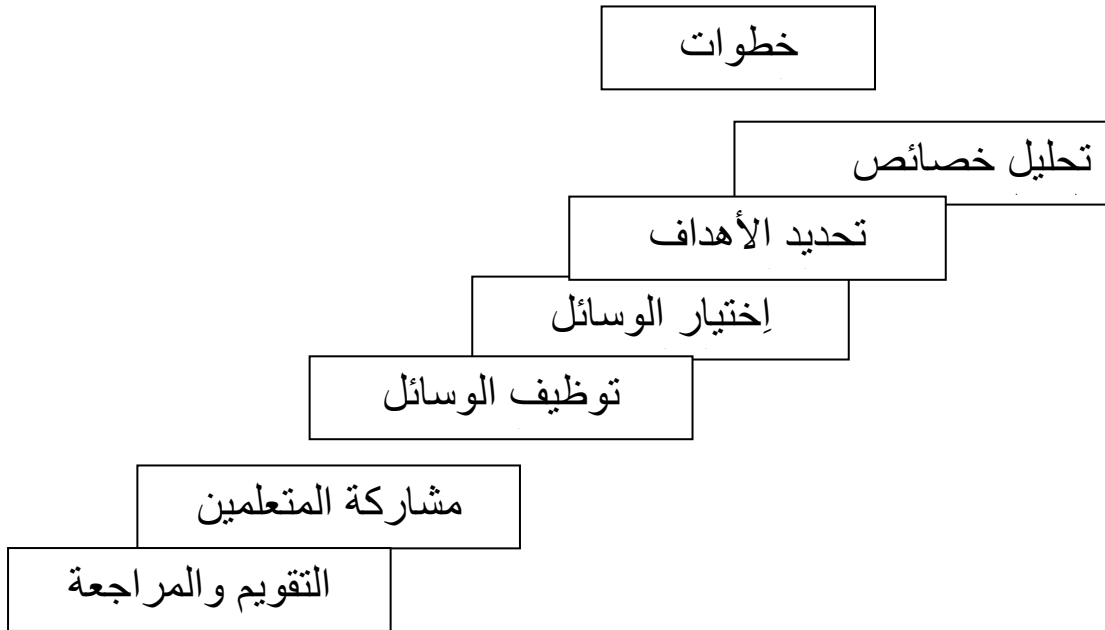 خطوات
تحليل خصائص
تحديد الأهداف
اِختيار الوسائل
توظيف الوسائل
مشاركة المتعلمين
التقويم والمراجعة